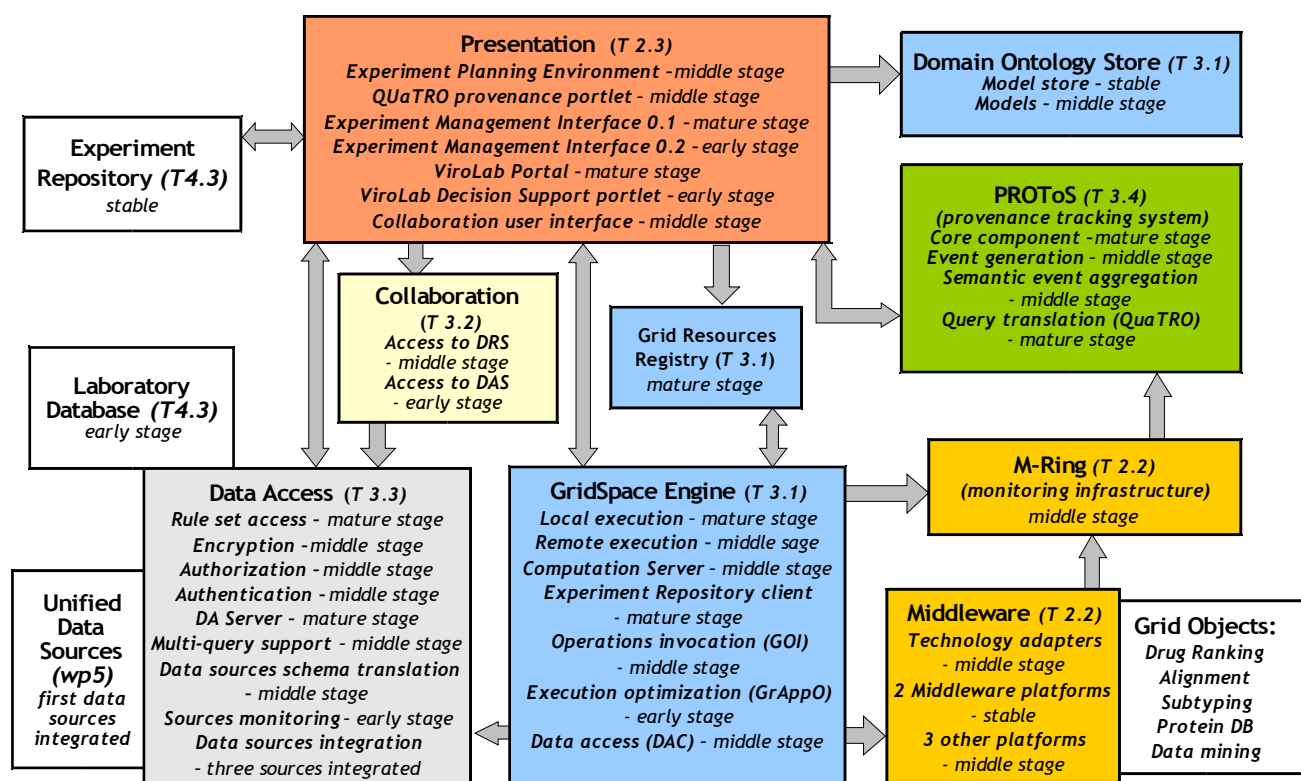 Presentation (T 2.3)
Experiment Planning Environment – middle stage
QUaTRO provenance portlet – middle stage
Experiment Management Interface 0.1 – mature stage
Experiment Management Interface 0.2 – early stage
ViroLab Portal – mature stage
ViroLab Decision Support portlet – early stage
Collaboration user interface – middle stage
Domain Ontology Store (T 3.1)
Model store – stable
Models – middle stage
Experiment
Repository (T4.3)
stable
PROToS (T 3.4)
(provenance tracking system)
Core component – mature stage
Event generation – middle stage
Semantic event aggregation
- middle stage
Query translation (QuaTRO)
- mature stage
Collaboration
(T 3.2)
Access to DRS
- middle stage
Access to DAS
- early stage
Grid Resources
Registry (T 3.1)
mature stage
Laboratory
Database (T4.3)
early stage
Data Access (T 3.3)
Rule set access – mature stage
Encryption – middle stage
Authorization – middle stage
Authentication – middle stage
DA Server – mature stage
Multi-query support – middle stage
Data sources schema translation
– middle stage
Sources monitoring – early stage
Data sources integration
- three sources integrated
Unified
Data
Sources
(wp5)
first data
sources
integrated
GridSpace Engine (T 3.1)
Local execution – mature stage
Remote execution – middle sage
Computation Server – middle stage
Experiment Repository client
- mature stage
Operations invocation (GOI)
- middle stage
Execution optimization (GrAppO)
- early stage
Data access (DAC) – middle stage
M-Ring (T 2.2)
(monitoring infrastructure)
middle stage
Middleware (T 2.2)
Technology adapters
- middle stage
2 Middleware platforms
- stable
3 other platforms
- middle stage
Grid Objects:
Drug Ranking
Alignment
Subtyping
Protein DB
Data mining